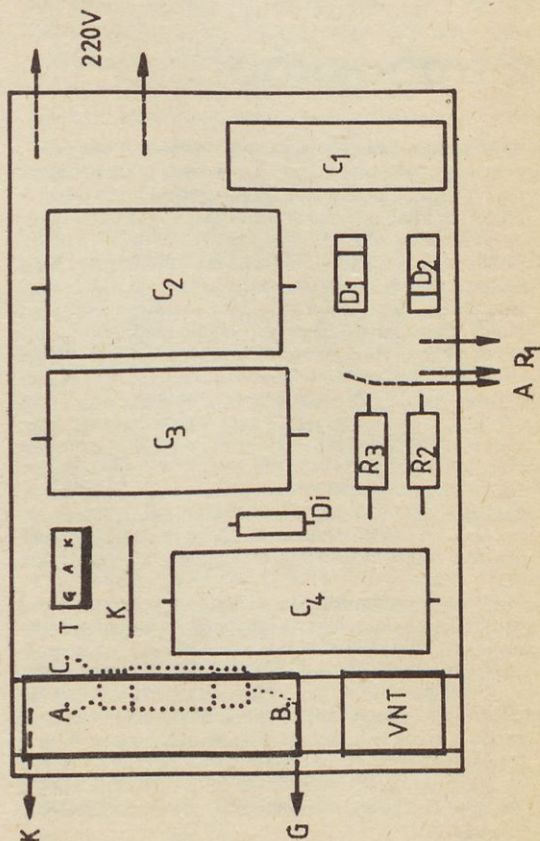 220V
C1
C2
D1
D2
C3
R3
R2
A R1
Di
G A K
T
K
C4
C.
A.
B.
VNT
K
G